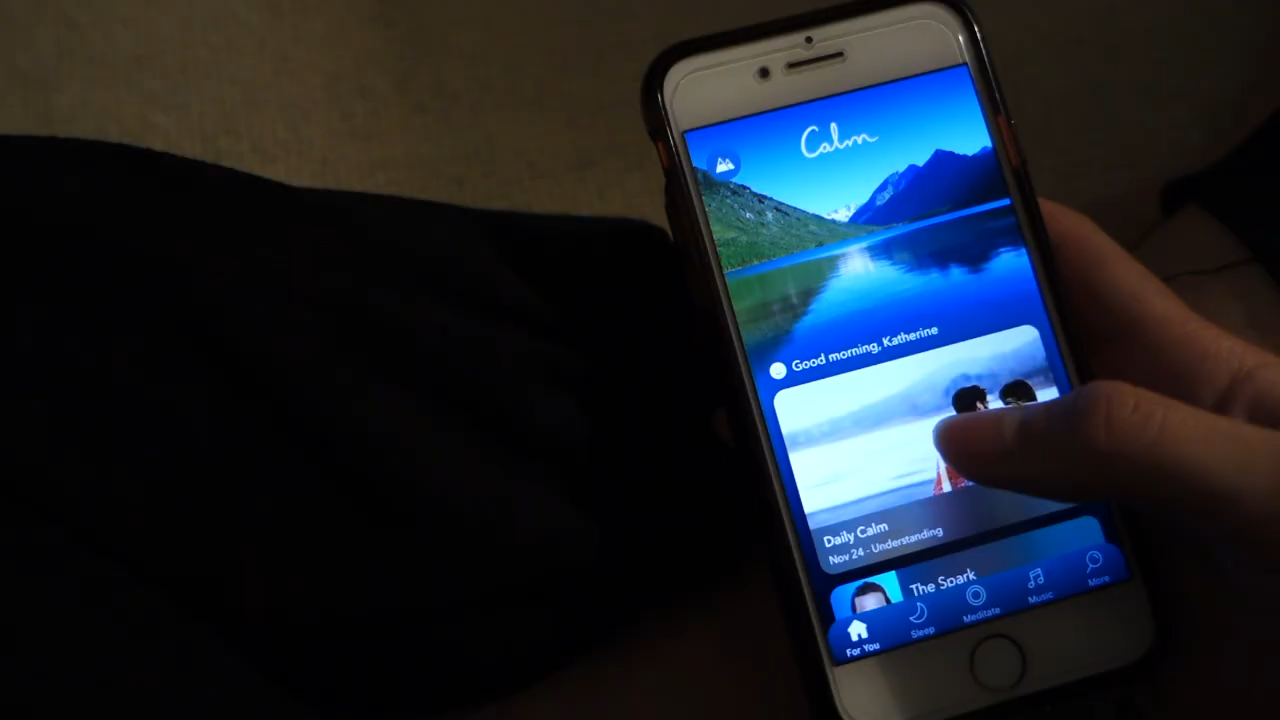 Calm
Good morning, Katherine
Daily Calm
Nov 24 - Understanding
The Spark
For You
Sleep
Meditate
Music
More